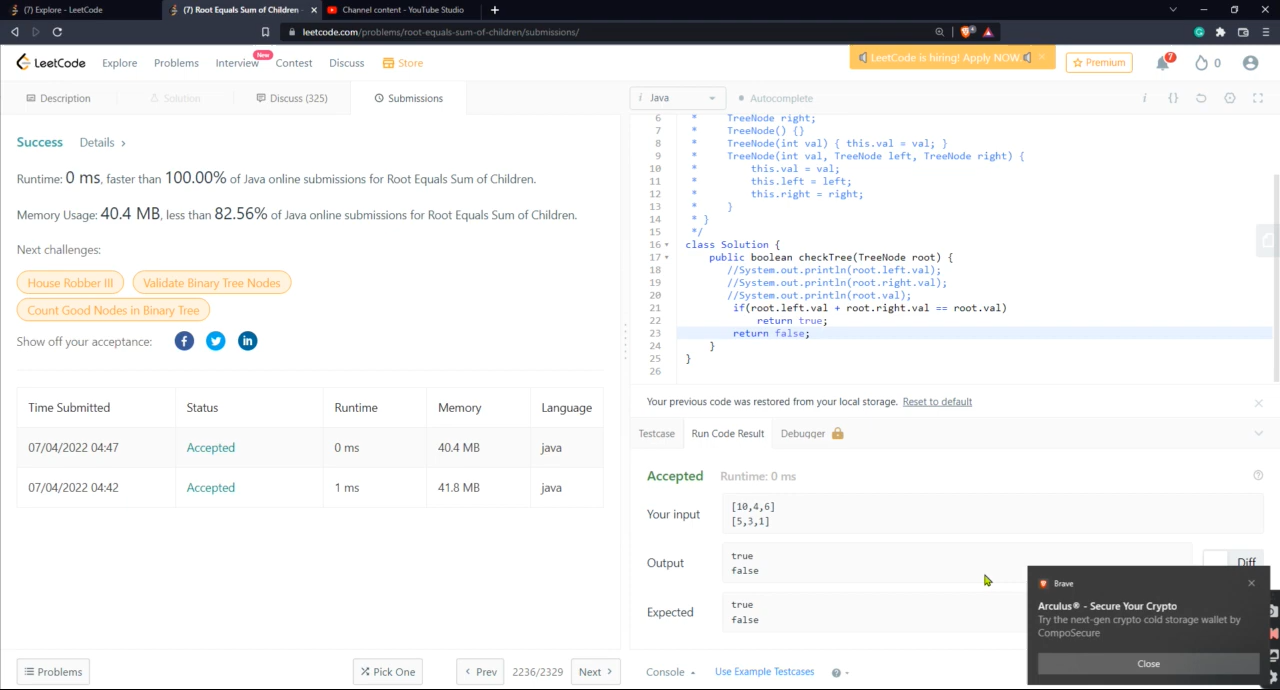 (7) Explore - LeetCode
(7) Root Equals Sum of Children
Channel content - YouTube Studio
leetcode.com/problems/root-equals-sum-of-children/submissions/
LeetCode
Explore
Problems
Interview
New
Contest
Discuss
Store
LeetCode is hiring! Apply NOW.
Premium
7
0
Description
Solution
Discuss (325)
Submissions
i Java
Autocomplete
Success
Details
Runtime: 0 ms, faster than 100.00% of Java online submissions for Root Equals Sum of Children.
Memory Usage: 40.4 MB, less than 82.56% of Java online submissions for Root Equals Sum of Children.
Next challenges:
House Robber III
Validate Binary Tree Nodes
Count Good Nodes in Binary Tree
Show off your acceptance:
Time Submitted Status Runtime Memory Language
07/04/2022 04:47 Accepted 0 ms 40.4 MB java
07/04/2022 04:42 Accepted 1 ms 41.8 MB java
6 * TreeNode right;
7 * TreeNode() {}
8 * TreeNode(int val) { this.val = val; }
9 * TreeNode(int val, TreeNode left, TreeNode right) {
10 * this.val = val;
11 * this.left = left;
12 * this.right = right;
13 * }
14 * }
15 */
16 class Solution {
17 public boolean checkTree(TreeNode root) {
18 //System.out.println(root.left.val);
19 //System.out.println(root.right.val);
20 //System.out.println(root.val);
21 if(root.left.val + root.right.val == root.val)
22 return true;
23 return false;
24 }
25 }
26
Your previous code was restored from your local storage. Reset to default
Testcase
Run Code Result
Debugger
Accepted
Runtime: 0 ms
Your input
[10,4,6]
[5,3,1]
Output
true
false
Diff
Expected
true
false
Brave
Arculus® - Secure Your Crypto
Try the next-gen crypto cold storage wallet by
CompoSecure
Close
Problems
Pick One
Prev
2236/2329
Next
Console
Use Example Testcases